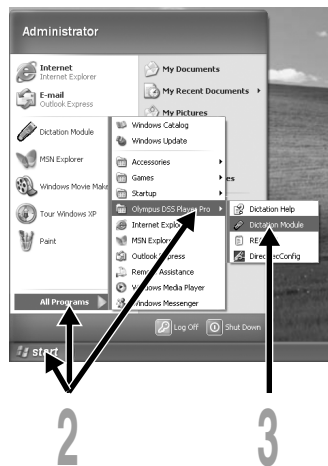 Administrator
Internet
Internet Explorer
E-mail
Outlook Express
Dictation Module
MSN Explorer
Windows Movie Make
Tour Windows XP
Paint
All Programs
My Documents
My Recent Documents
My Pictures
Windows Catalog
Windows Update
Accessories
Games
Startup
Olympus DSS Player Pro
Internet Explo
MSN Explorer
Outlook Express
Remote Assistance
Windows Media Player
Windows Messenger
Dictation Help
Dictation Module
DirectRecConfig
Log Off
Shut Down
start
2
3